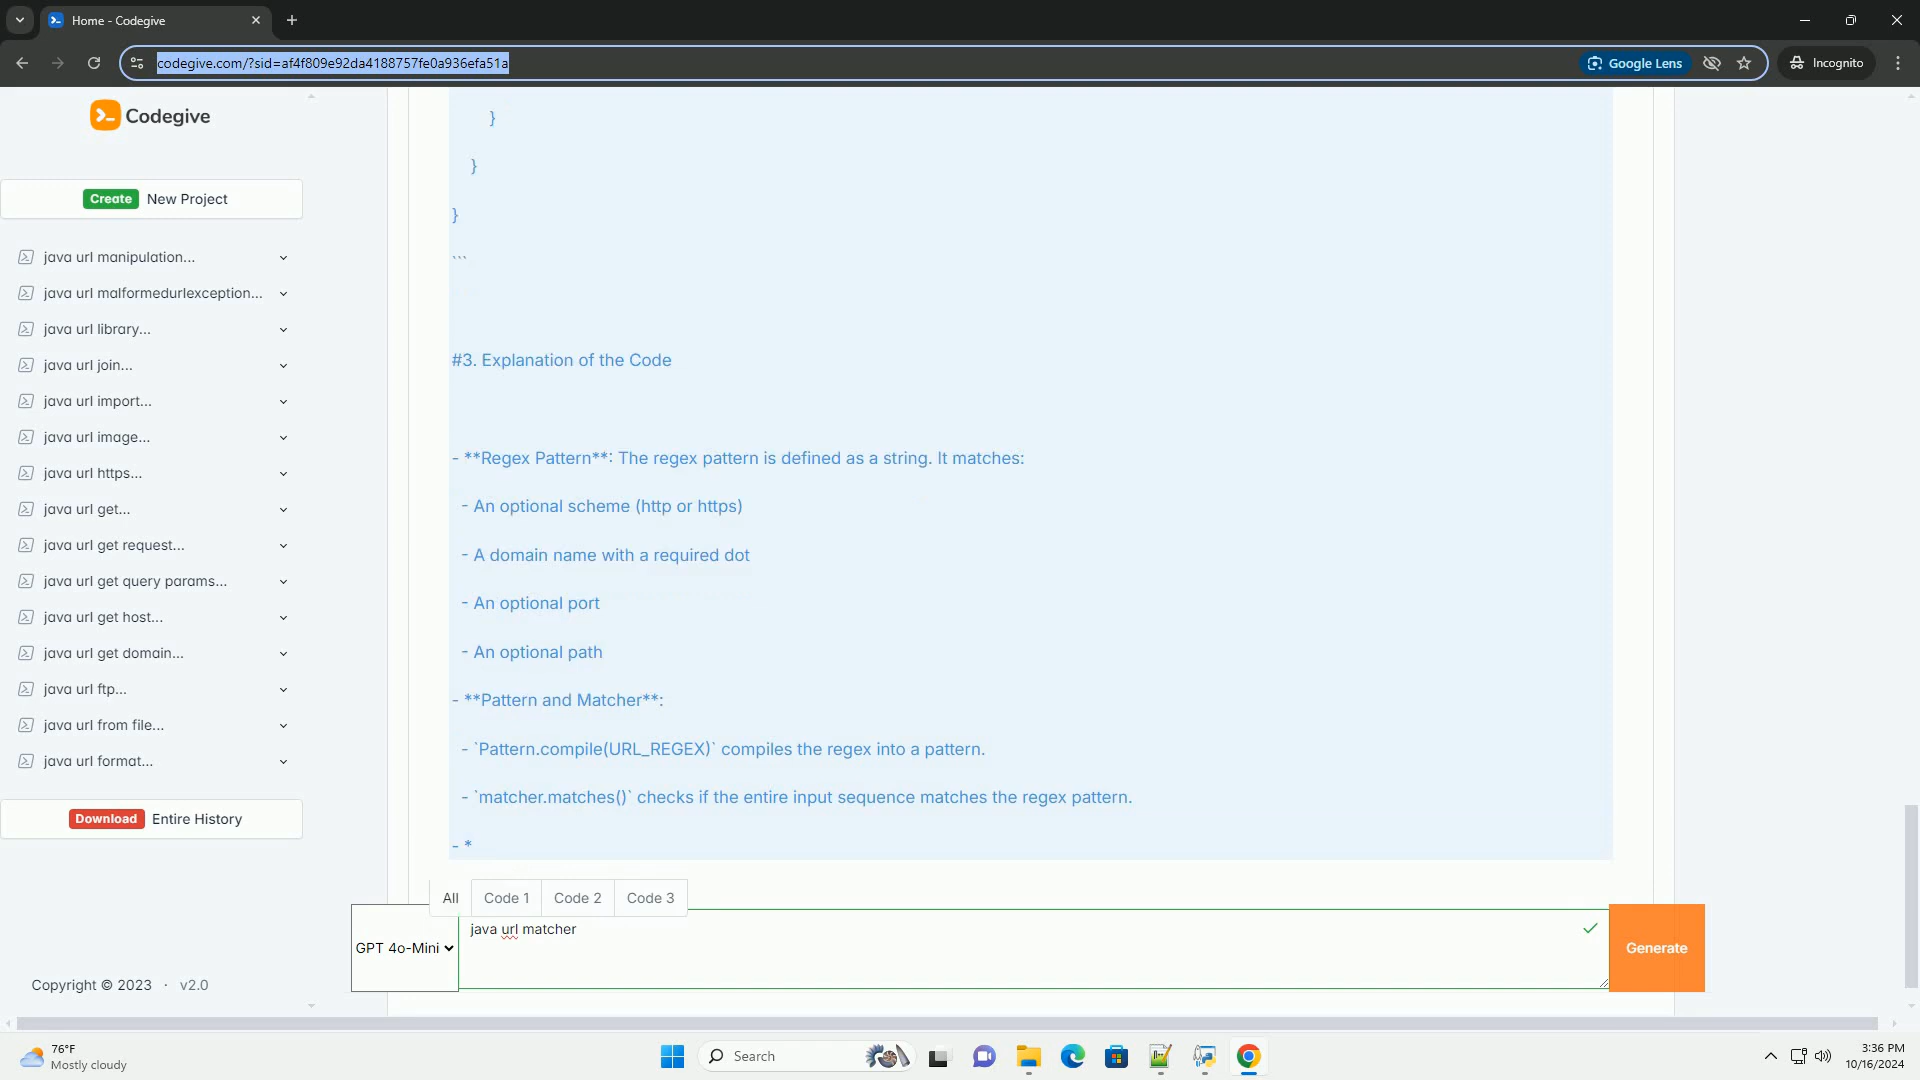 Home - Codegive
codegive.com/?sid=af4f809e92da4188757fe0a936efa51a
Google Lens
Incognito
Codegive
Create New Project
java url manipulation...
java url malformedurlexception...
java url library...
java url join...
java url import...
java url image...
java url https...
java url get...
java url get request...
java url get query params...
java url get host...
java url get domain...
java url ftp...
java url from file...
java url format...
Download Entire History
Copyright © 2023 · v2.0
}
}
}
```
#3. Explanation of the Code
- **Regex Pattern**: The regex pattern is defined as a string. It matches:
- An optional scheme (http or https)
- A domain name with a required dot
- An optional port
- An optional path
- **Pattern and Matcher**:
- `Pattern.compile(URL_REGEX)` compiles the regex into a pattern.
- `matcher.matches()` checks if the entire input sequence matches the regex pattern.
- *
All Code 1 Code 2 Code 3
GPT 4o-Mini
java url matcher
Generate
76°F
Mostly cloudy
Search
3:36 PM
10/16/2024